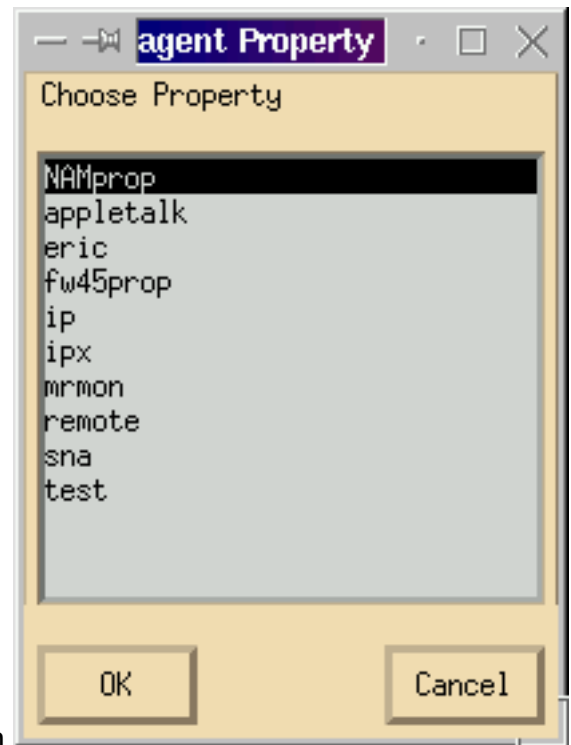 agent Property
Choose Property
NAMprop
appletalk
eric
fw45prop
ip
ipx
mrmon
remote
sna
test
OK
Cancel